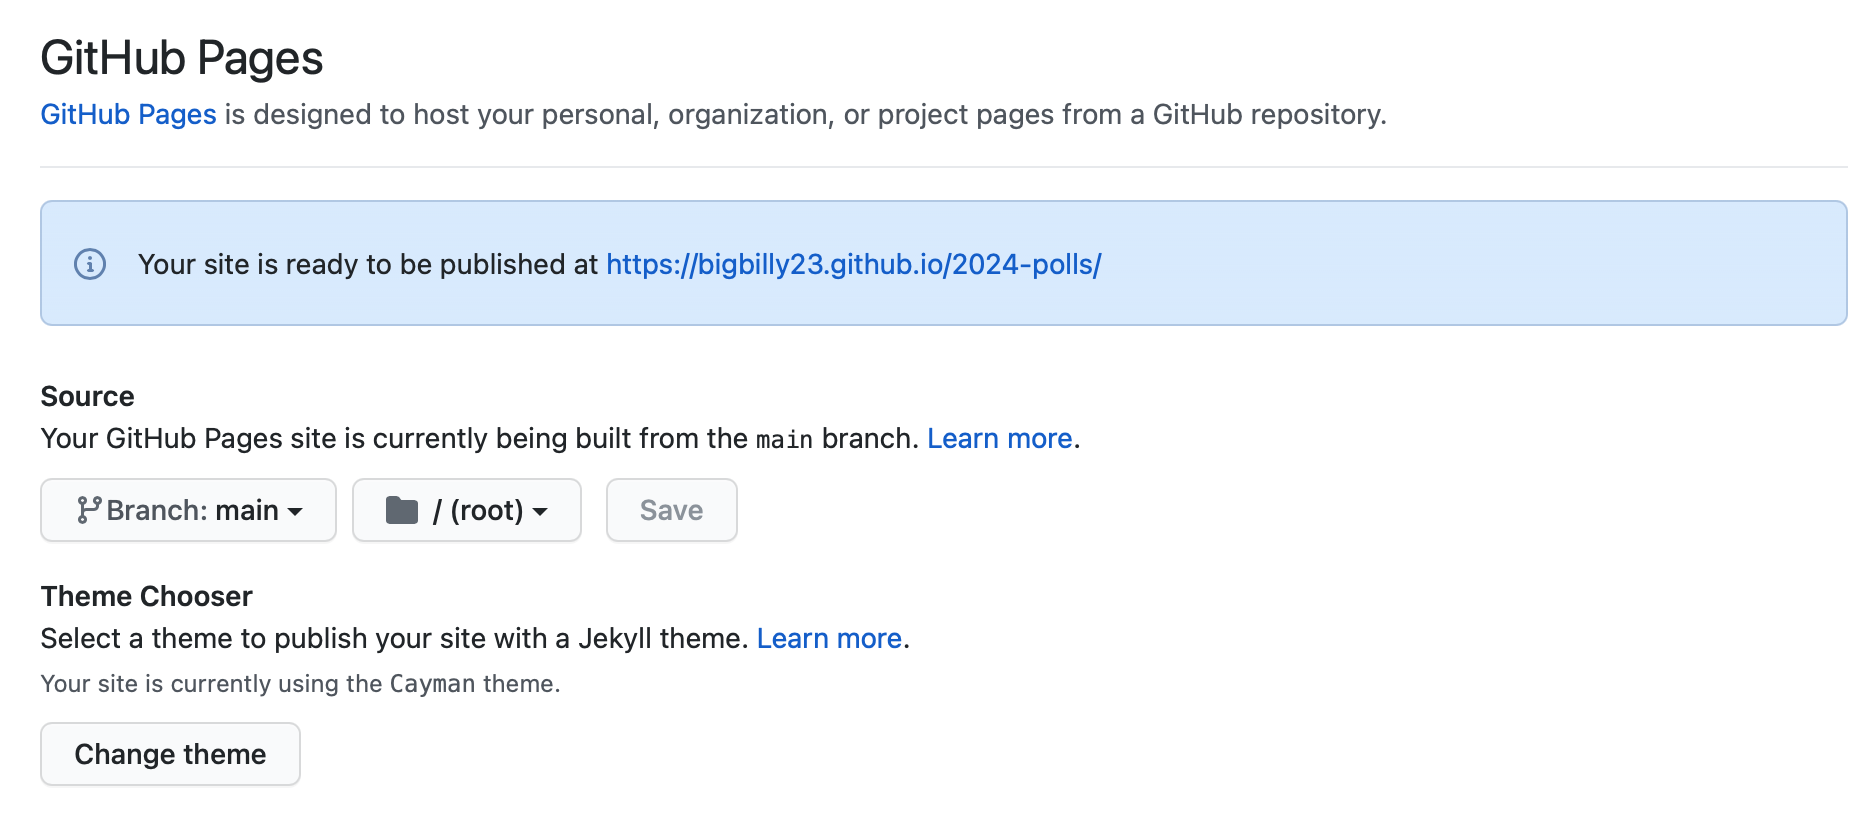 GitHub Pages
GitHub Pages is designed to host your personal, organization, or project pages from a GitHub repository.
Your site is ready to be published at https://bigbilly23.github.io/2024-polls/
Source
Your GitHub Pages site is currently being built from the main branch. Learn more.
Branch: main / (root) Save
Theme Chooser
Select a theme to publish your site with a Jekyll theme. Learn more.
Your site is currently using the Cayman theme.
Change theme